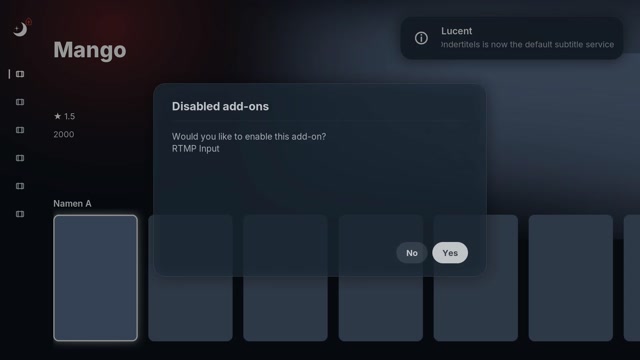 Mango
Lucent
Indertitels is now the default subtitle service
Disabled add-ons
Would you like to enable this add-on?
RTMP Input
★ 1.5
2000
Namen A
No
Yes